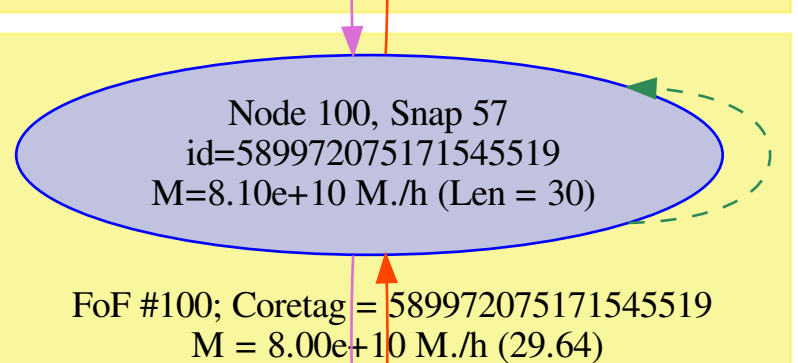 Node 100, Snap 57
id=589972075171545519
M=8.10e+10 M./h (Len = 30)
FoF #100; Coretag = 589972075171545519
M = 8.00e+10 M./h (29.64)